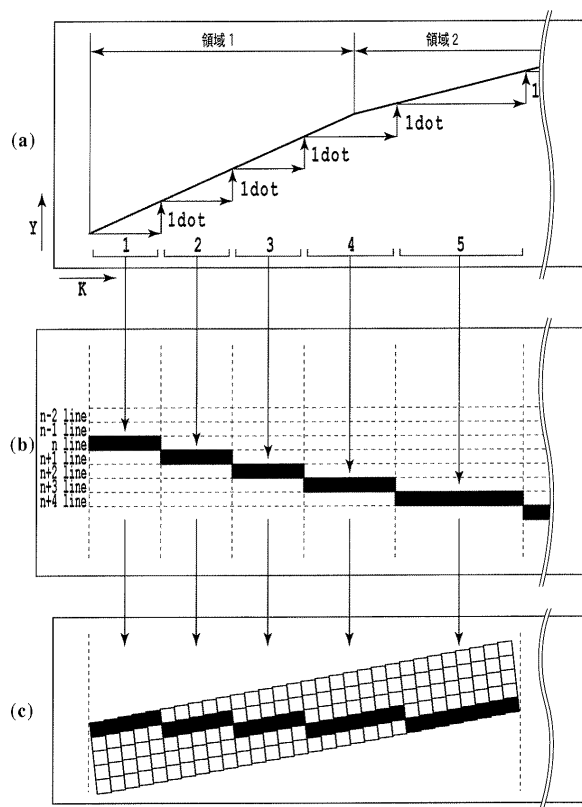 領域1
領域2
(a)
1
1dot
1dot
1dot
1dot
Y
1
2
3
4
5
K
(b)
n-2 line
n-1 line
n line
n+1 line
n+2 line
n+3 line
n+4 line
(c)